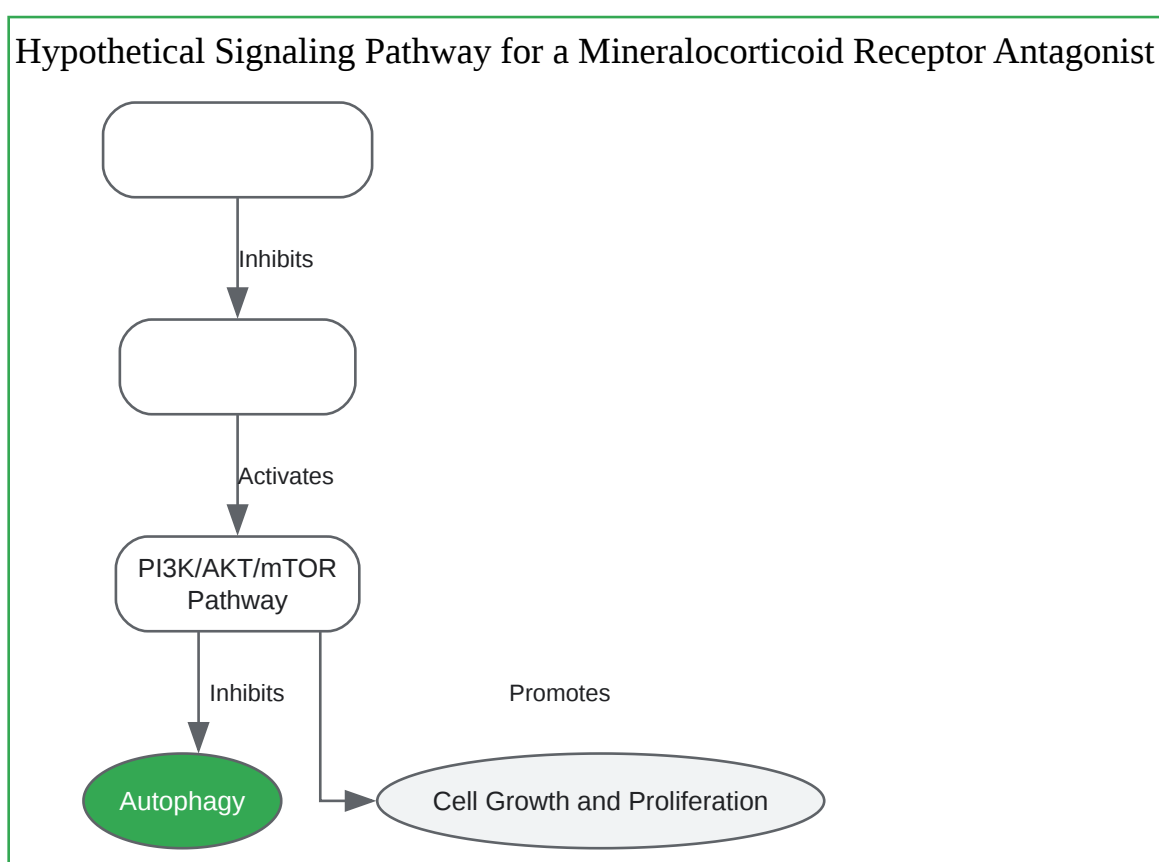 Hypothetical Signaling Pathway for a Mineralocorticoid Receptor Antagonist
Inhibits
Activates
PI3K/AKT/mTOR
Pathway
Inhibits
Promotes
Autophagy
Cell Growth and Proliferation